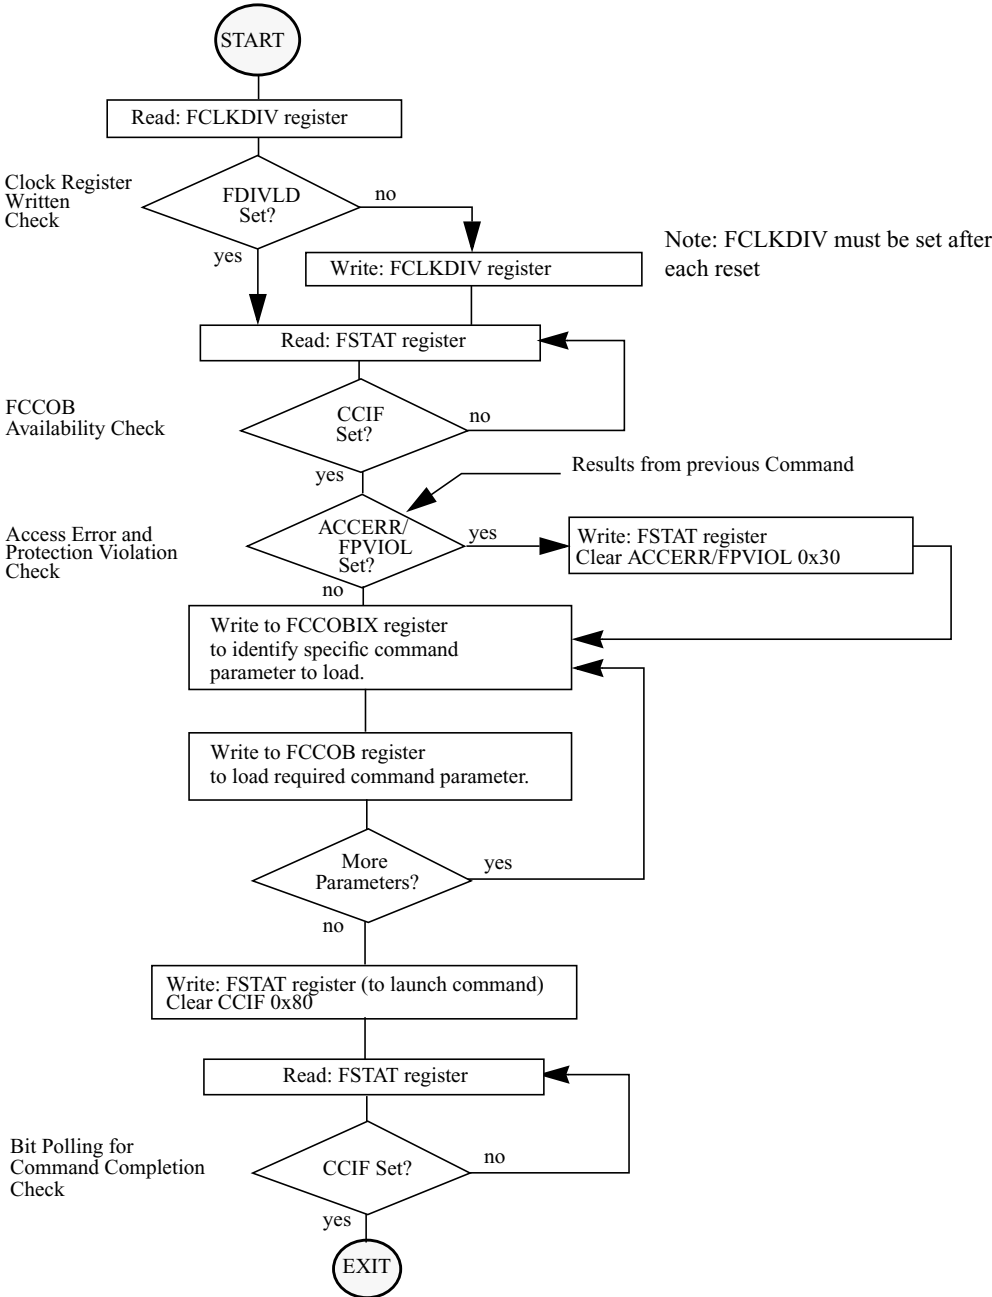 START
Read: FCLKDIV register
Clock Register
Written
Check
FDIVLD
Set?
no
yes
Write: FCLKDIV register
Note: FCLKDIV must be set after
each reset
Read: FSTAT register
FCCOB
Availability Check
CCIF
Set?
no
yes
Results from previous Command
Access Error and
Protection Violation
Check
ACCERR/
FPVIOL
Set?
yes
no
Write: FSTAT register
Clear ACCERR/FPVIOL 0x30
Write to FCCOBIX register
to identify specific command
parameter to load.
Write to FCCOB register
to load required command parameter.
More
Parameters?
yes
no
Write: FSTAT register (to launch command)
Clear CCIF 0x80
Read: FSTAT register
Bit Polling for
Command Completion
Check
CCIF Set?
no
yes
EXIT